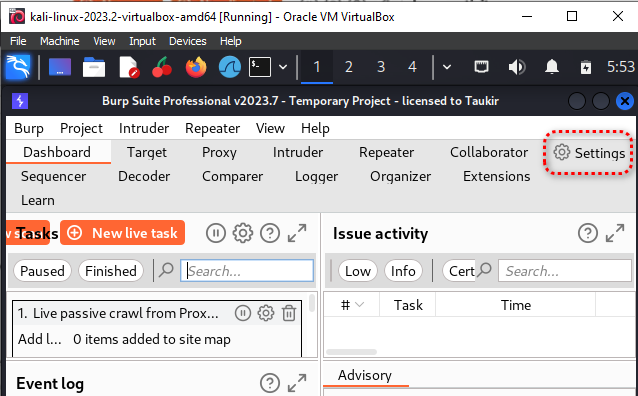 kali-linux-2023.2-virtualbox-amd64 [Running] - Oracle VM VirtualBox
File Machine View Input Devices Help
1 2 3 4 5:53
Burp Suite Professional v2023.7 - Temporary Project - licensed to Taukir
Burp Project Intruder Repeater View Help
Dashboard Target Proxy Intruder Repeater Collaborator Settings
Sequencer Decoder Comparer Logger Organizer Extensions
Learn
Tasks New live task Issue activity
Paused Finished Search... Low Info Cert Search...
# Task Time
1. Live passive crawl from Prox...
Add l... 0 items added to site map
Event log Advisory